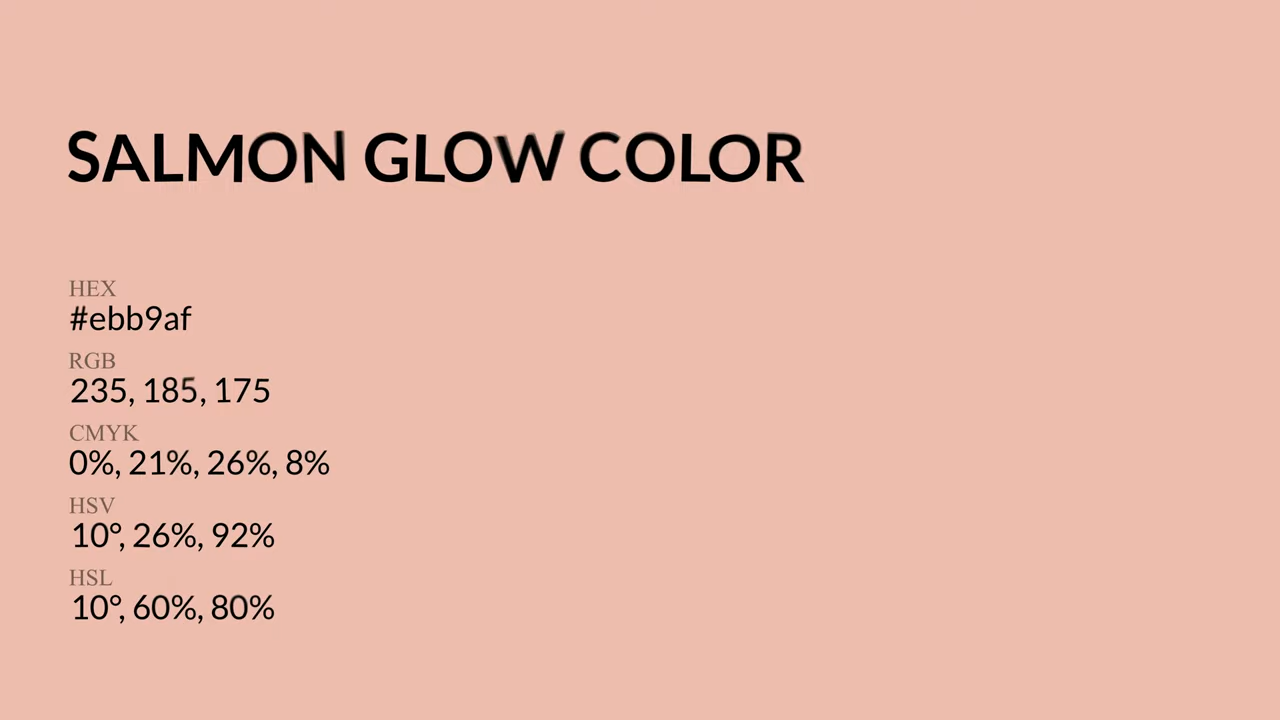 SALMON GLOW COLOR
HEX
#ebb9af
RGB
235, 185, 175
CMYK
0%, 21%, 26%, 8%
HSV
10°, 26%, 92%
HSL
10°, 60%, 80%